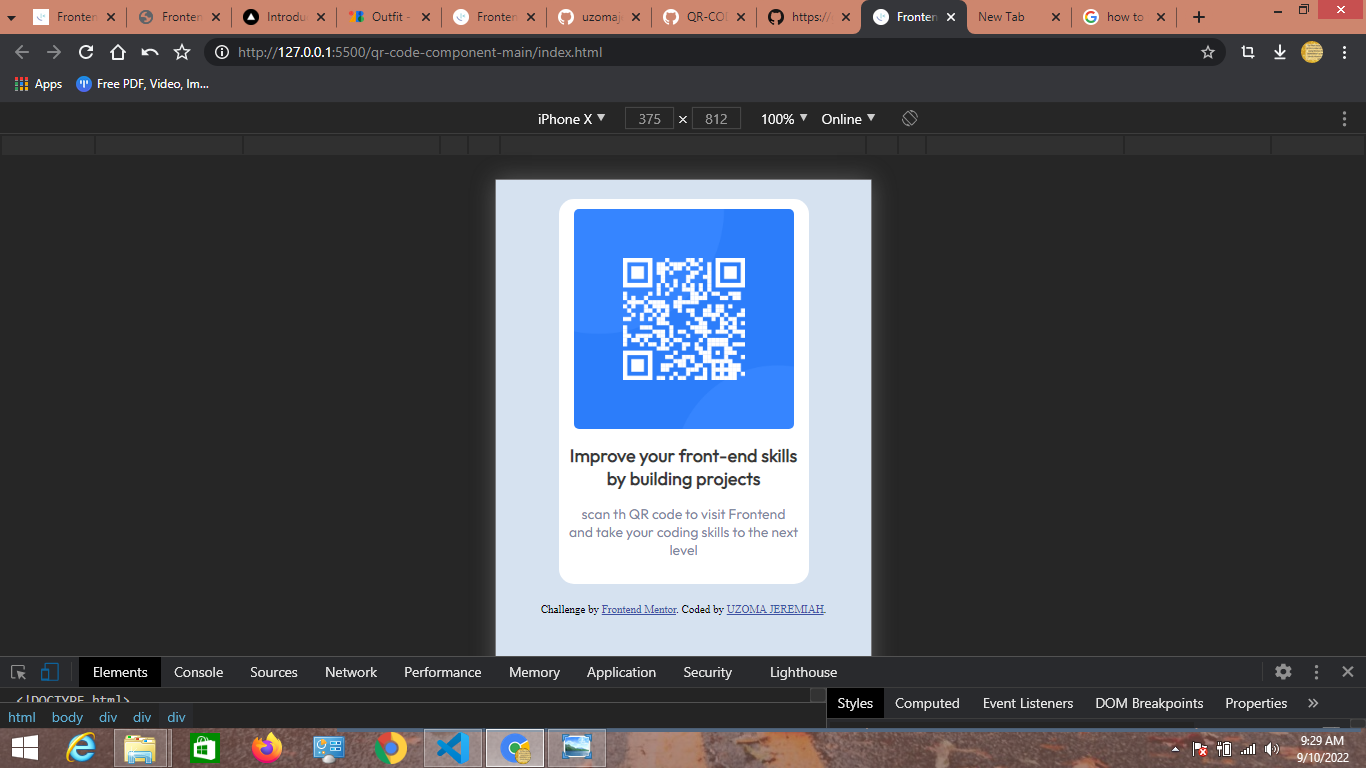 Fronten
Fronten
Introdu
Outfit -
Fronten
uzomaj
QR-COI
https://
Fronten
New Tab
how to
http://127.0.0.1:5500/qr-code-component-main/index.html
Apps
Free PDF, Video, Im...
iPhone X ▼ 375 × 812 100% ▼ Online ▼
Improve your front-end skills
by building projects
scan th QR code to visit Frontend
and take your coding skills to the next
level
Challenge by Frontend Mentor. Coded by UZOMA JEREMIAH.
Elements Console Sources Network Performance Memory Application Security Lighthouse
<!DOCTYPE html>
html body div div div
Styles Computed Event Listeners DOM Breakpoints Properties »
9:29 AM
9/10/2022